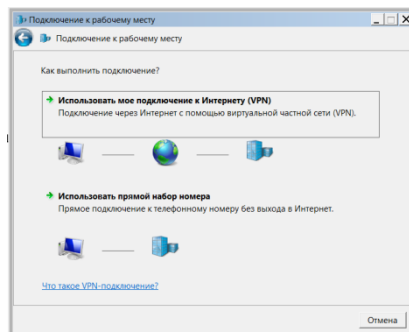 Подключение к рабочему месту
Подключение к рабочему месту
Как выполнить подключение?
Использовать мое подключение к Интернету (VPN)
Подключение через Интернет с помощью виртуальной частной сети (VPN).
Использовать прямой набор номера
Прямое подключение к телефонному номеру без выхода в Интернет.
Что такое VPN-подключение?
Отмена